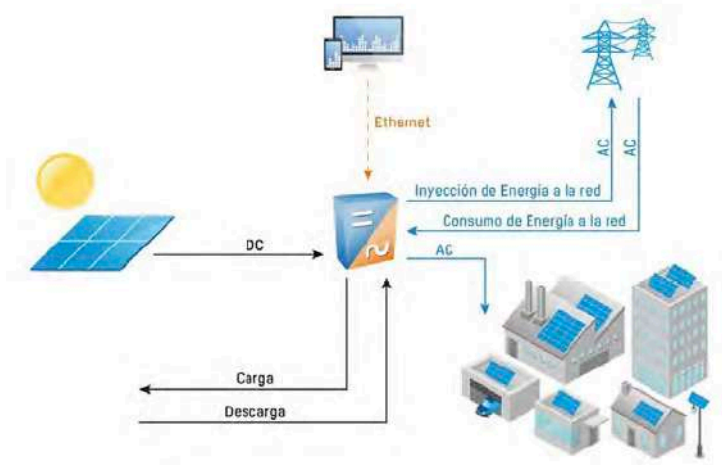 Ethernet
AC
AC
Inyección de Energía a la red
Consumo de Energía a la red
DC
AC
Carga
Descarga